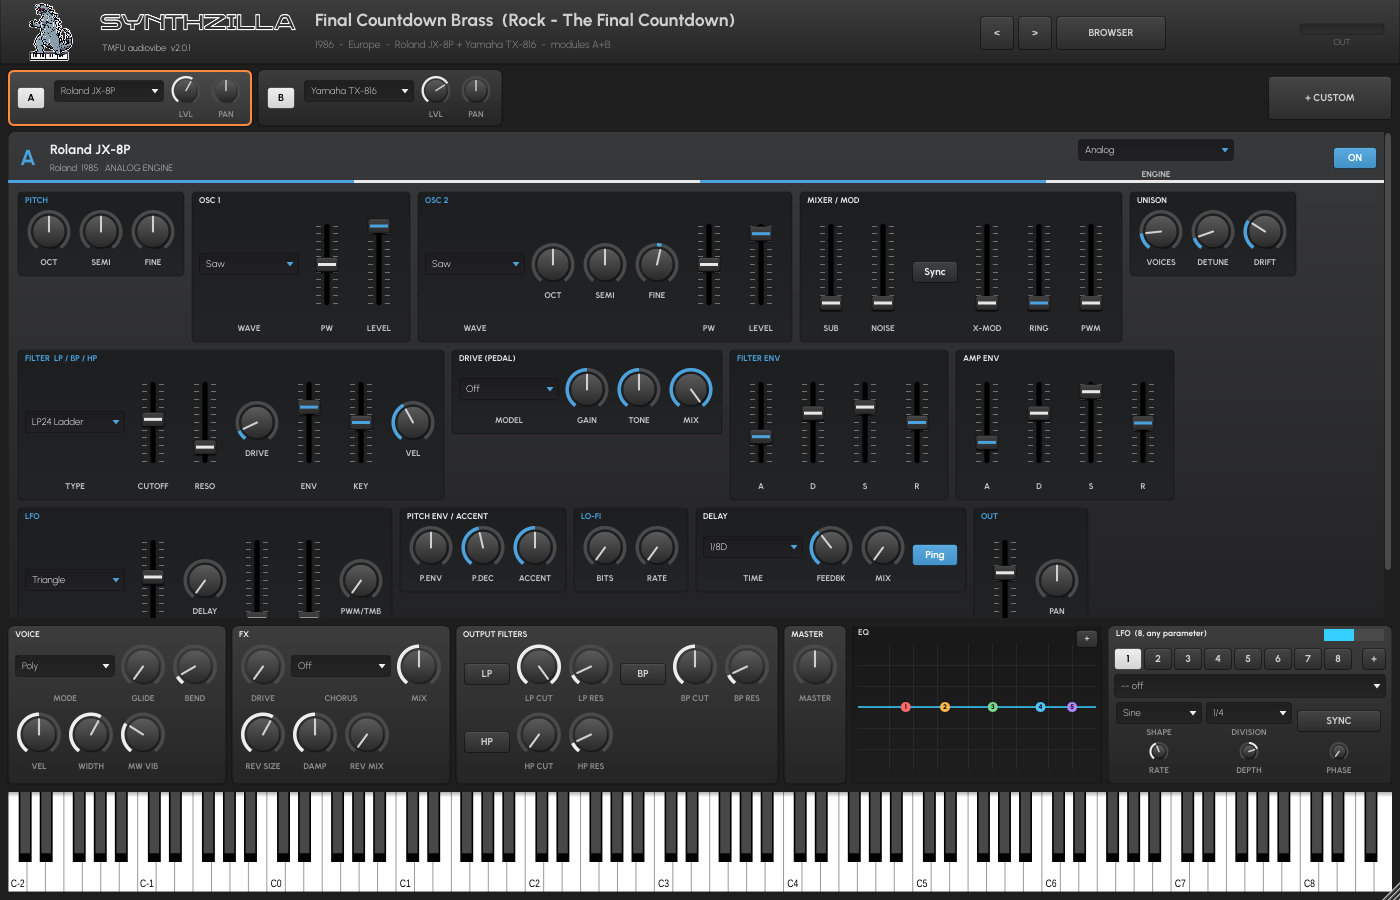 SYNTHZILLA
TMFU audiovibe v2.0.1
Final Countdown Brass (Rock - The Final Countdown)
1986 - Europe - Roland JX-8P + Yamaha TX-816 - modules A+B
< > BROWSER
OUT
A Roland JX-8P LVL PAN
B Yamaha TX-816 LVL PAN
+ CUSTOM
A Roland JX-8P
Roland 1985 ANALOG ENGINE
Analog
ENGINE
ON
PITCH
OCT SEMI FINE
OSC 1
Saw
WAVE PW LEVEL
OSC 2
Saw
OCT SEMI FINE
WAVE PW LEVEL
MIXER / MOD
Sync
SUB NOISE X-MOD RING PWM
UNISON
VOICES DETUNE DRIFT
FILTER LP / BP / HP
LP24 Ladder
DRIVE VEL
TYPE CUTOFF RESO ENV KEY
DRIVE (PEDAL)
Off
MODEL GAIN TONE MIX
FILTER ENV
A D S R
AMP ENV
A D S R
LFO
Triangle
DELAY PWM/TMB
PITCH ENV / ACCENT
P.ENV P.DEC ACCENT
LO-FI
BITS RATE
DELAY
1/8D
Ping
TIME FEEDBK MIX
OUT
PAN
VOICE
Poly
MODE GLIDE BEND
VEL WIDTH MW VIB
FX
Off
DRIVE CHORUS MIX
REV SIZE DAMP REV MIX
OUTPUT FILTERS
LP BP
LP CUT LP RES BP CUT BP RES
HP
HP CUT HP RES
MASTER
MASTER
EQ
+
1 2 3 4 5
LFO (8, any parameter)
1 2 3 4 5 6 7 8 +
-- off
Sine 1/4 SYNC
SHAPE DIVISION
RATE DEPTH PHASE
C-2 C-1 C0 C1 C2 C3 C4 C5 C6 C7 C8